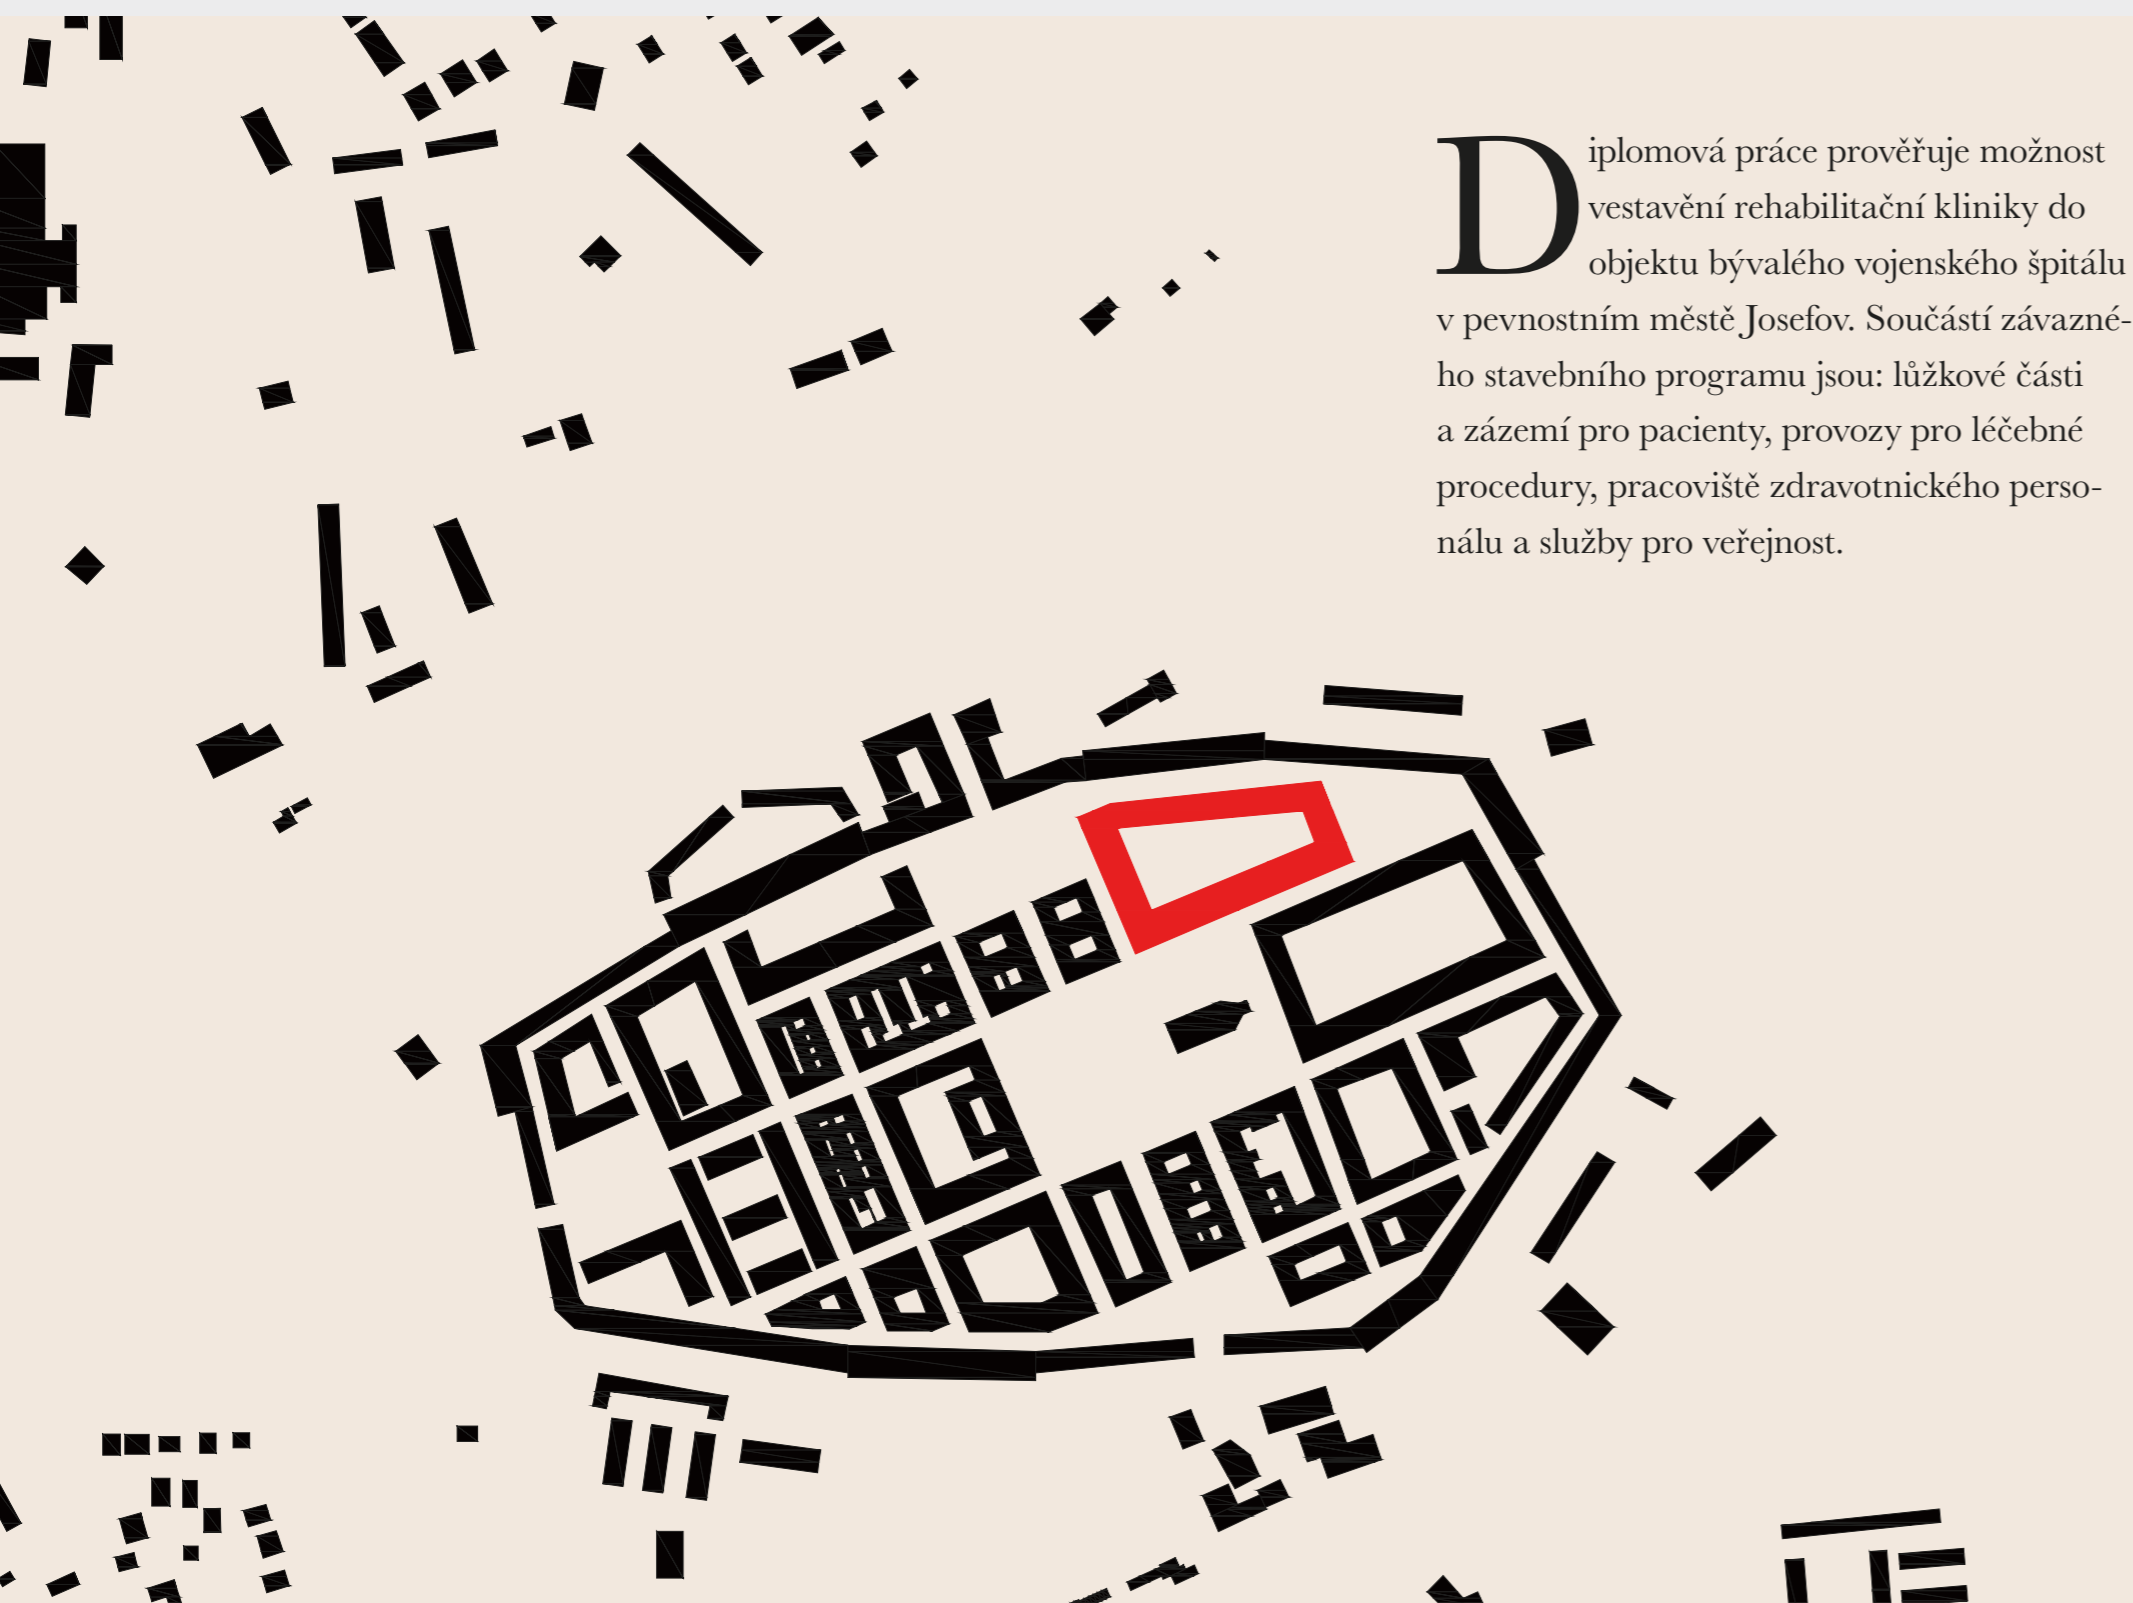 Diplomová práce prověřuje možnost
vestavění rehabilitační kliniky do
objektu bývalého vojenského špitálu
v pevnostním městě Josefov. Součástí závazné-
ho stavebního programu jsou: lůžkové části
a zázemí pro pacienty, provozy pro léčebné
procedury, pracoviště zdravotnického perso-
nálu a služby pro veřejnost.